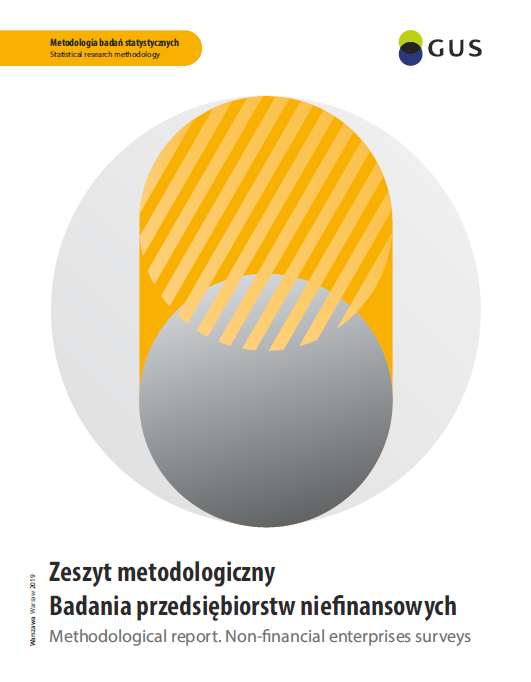 Metodologia badań statystycznych
Statistical research methodology
GUS
Zeszyt metodologiczny
Badania przedsiębiorstw niefinansowych
Methodological report. Non-financial enterprises surveys
Warszawa Warsaw 2019